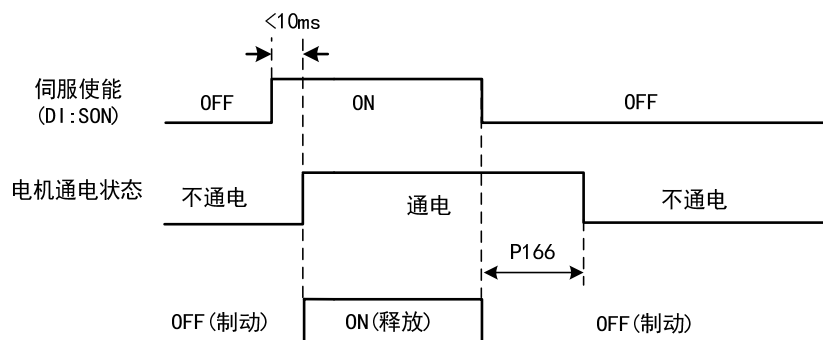 <10ms
伺服使能
(DI:SON)
OFF
ON
OFF
电机通电状态
不通电
通电
不通电
P166
OFF(制动)
ON(释放)
OFF(制动)